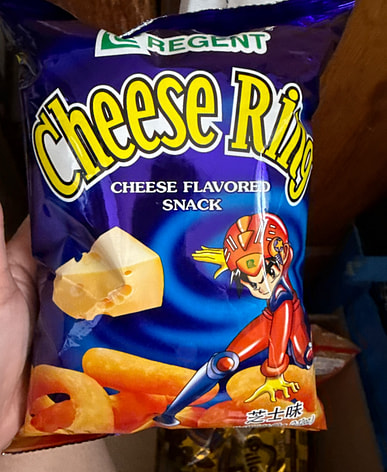 REGENT
Cheese Ring
CHEESE FLAVORED
SNACK
芝士味